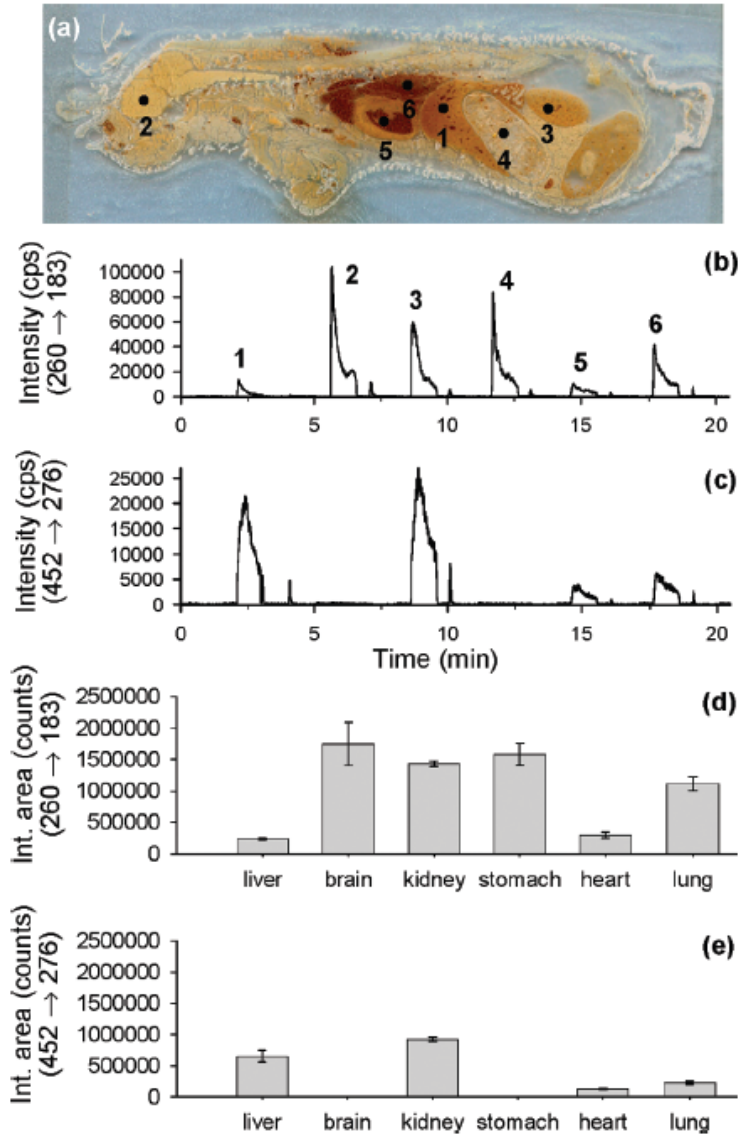 (a)
2
6
5
1
4
3
(b)
Intensity (cps)
(260 → 183)
100000
80000
60000
40000
20000
0
1
2
3
4
5
6
0 5 10 15 20
(c)
Intensity (cps)
(452 → 276)
25000
20000
15000
10000
5000
0
0 5 10 15 20
Time (min)
(d)
Int. area (counts)
(260 → 183)
2500000
2000000
1500000
1000000
500000
0
liver brain kidney stomach heart lung
(e)
Int. area (counts)
(452 → 276)
2500000
2000000
1500000
1000000
500000
0
liver brain kidney stomach heart lung